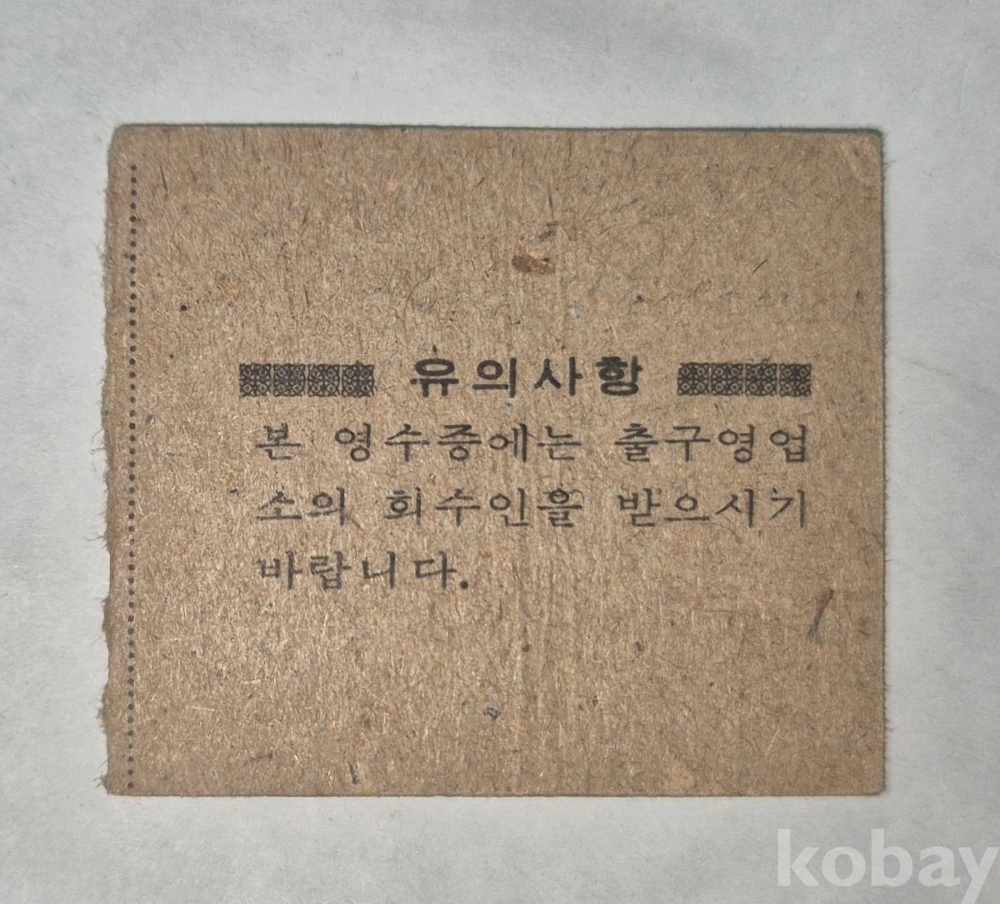 유의사항
본 영수증에는 출구영업
소의 회수인을 받으시기
바랍니다.
kobay